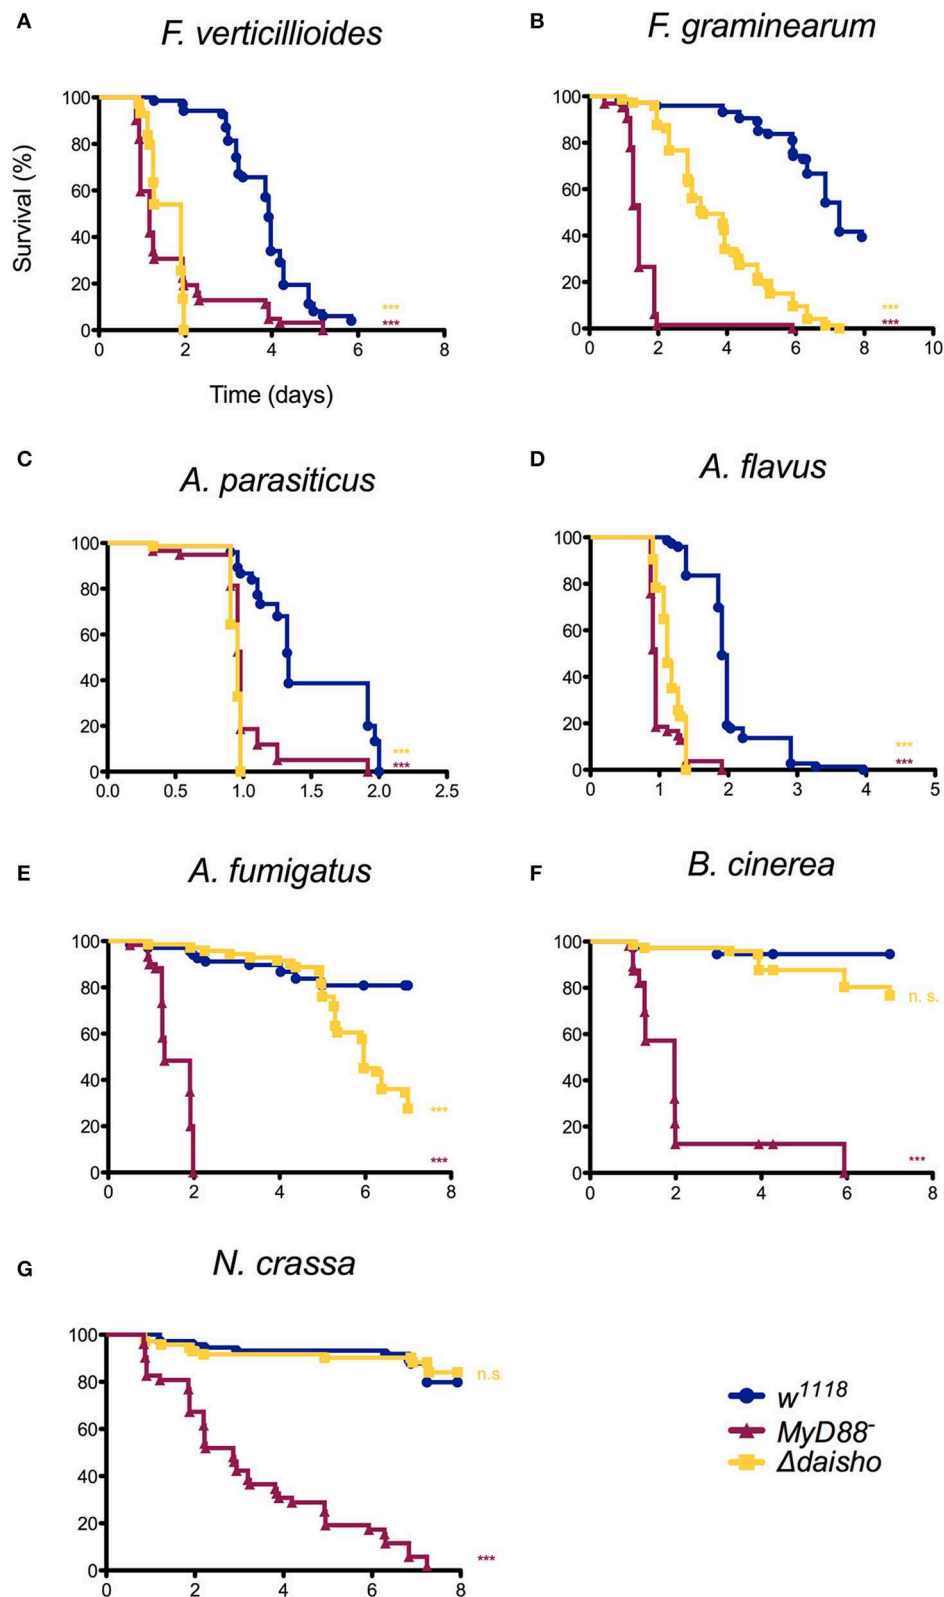 A
F. verticillioides
Survival (%)
100
80
60
40
20
0
***
***
0 2 4 6 8
Time (days)
B
F. graminearum
100
80
60
40
20
0
***
***
0 2 4 6 8 10
C
A. parasiticus
100
80
60
40
20
0
***
***
0.0 0.5 1.0 1.5 2.0 2.5
D
A. flavus
100
80
60
40
20
0
***
***
0 1 2 3 4 5
E
A. fumigatus
100
80
60
40
20
0
***
***
0 2 4 6 8
F
B. cinerea
100
80
60
40
20
0
n. s.
***
0 2 4 6 8
G
N. crassa
100
80
60
40
20
0
n.s.
***
0 2 4 6 8
w¹¹¹⁸
MyD88⁻
Δdaisho